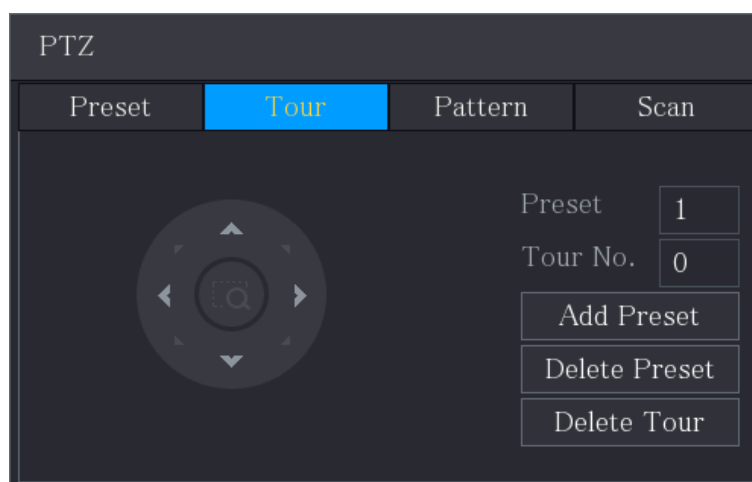 PTZ
Preset Tour Pattern Scan
Preset 1
Tour No. 0
Add Preset
Delete Preset
Delete Tour